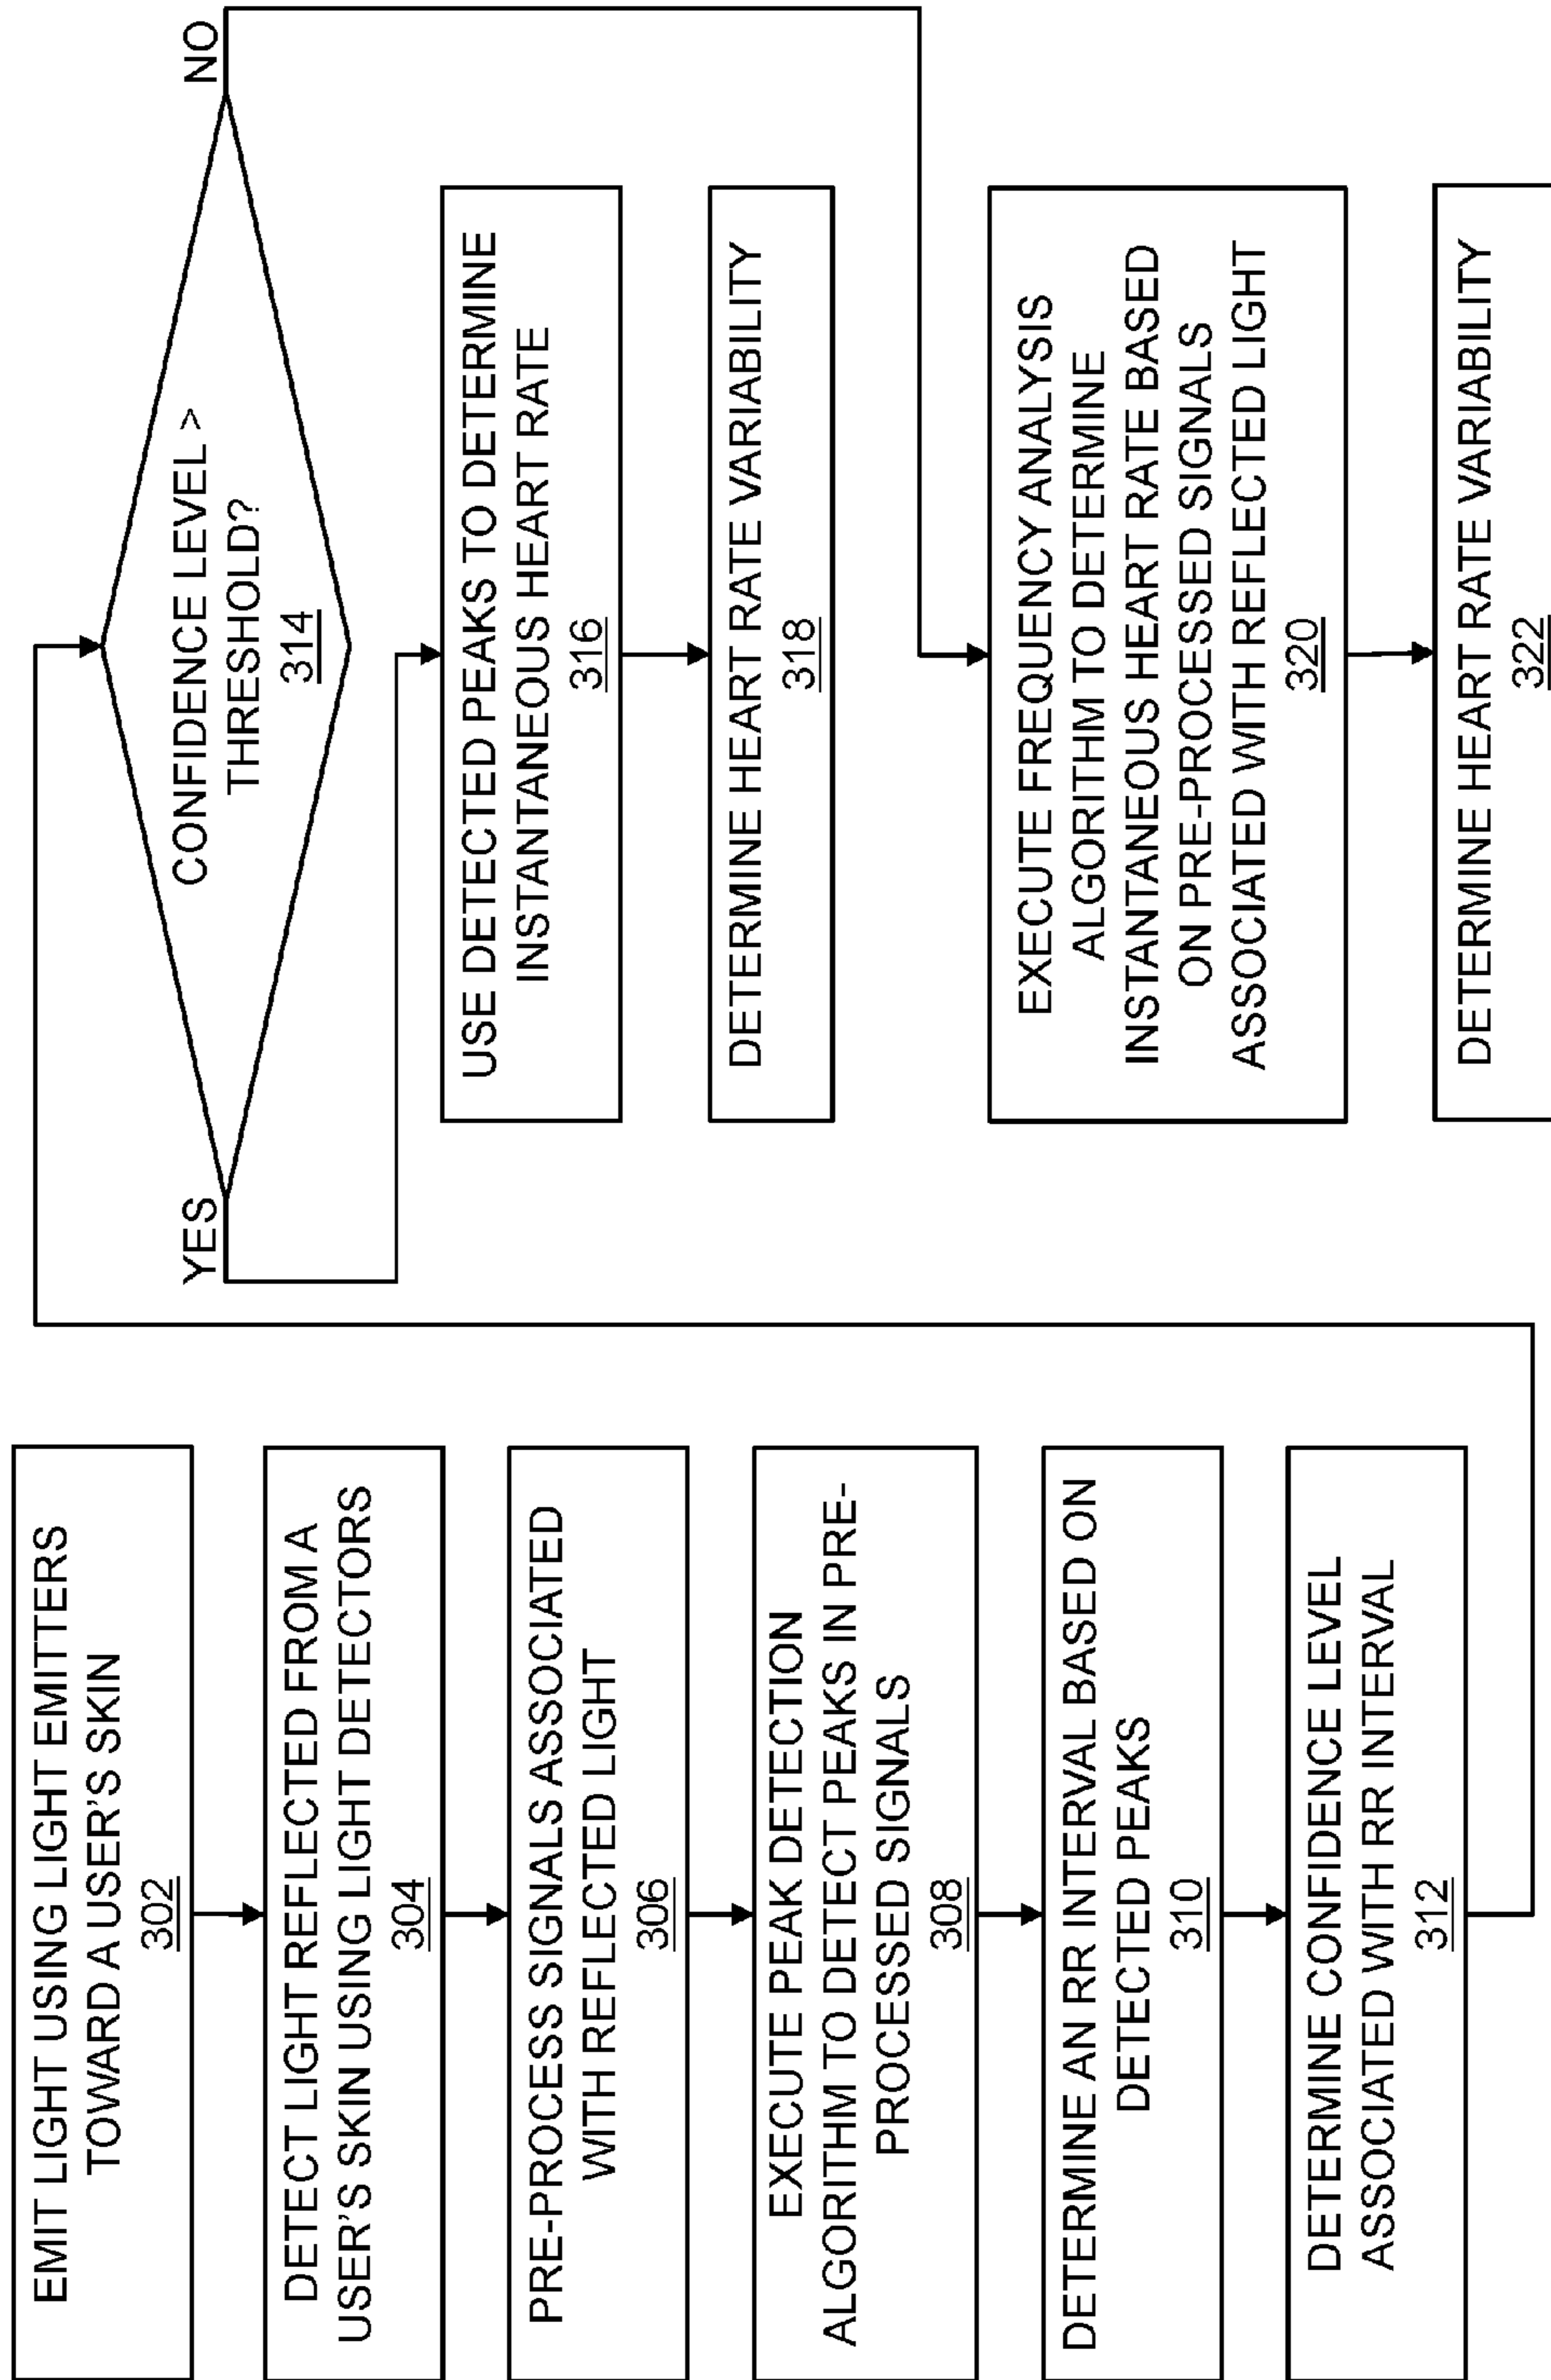 EMIT LIGHT USING LIGHT EMITTERS
TOWARD A USER'S SKIN
302
DETECT LIGHT REFLECTED FROM A
USER'S SKIN USING LIGHT DETECTORS
304
PRE-PROCESS SIGNALS ASSOCIATED
WITH REFLECTED LIGHT
306
EXECUTE PEAK DETECTION
ALGORITHM TO DETECT PEAKS IN PRE-
PROCESSED SIGNALS
308
DETERMINE AN RR INTERVAL BASED ON
DETECTED PEAKS
310
DETERMINE CONFIDENCE LEVEL
ASSOCIATED WITH RR INTERVAL
312
CONFIDENCE LEVEL >
THRESHOLD?
314
YES
NO
USE DETECTED PEAKS TO DETERMINE
INSTANTANEOUS HEART RATE
316
DETERMINE HEART RATE VARIABILITY
318
EXECUTE FREQUENCY ANALYSIS
ALGORITHM TO DETERMINE
INSTANTANEOUS HEART RATE BASED
ON PRE-PROCESSED SIGNALS
ASSOCIATED WITH REFLECTED LIGHT
320
DETERMINE HEART RATE VARIABILITY
322